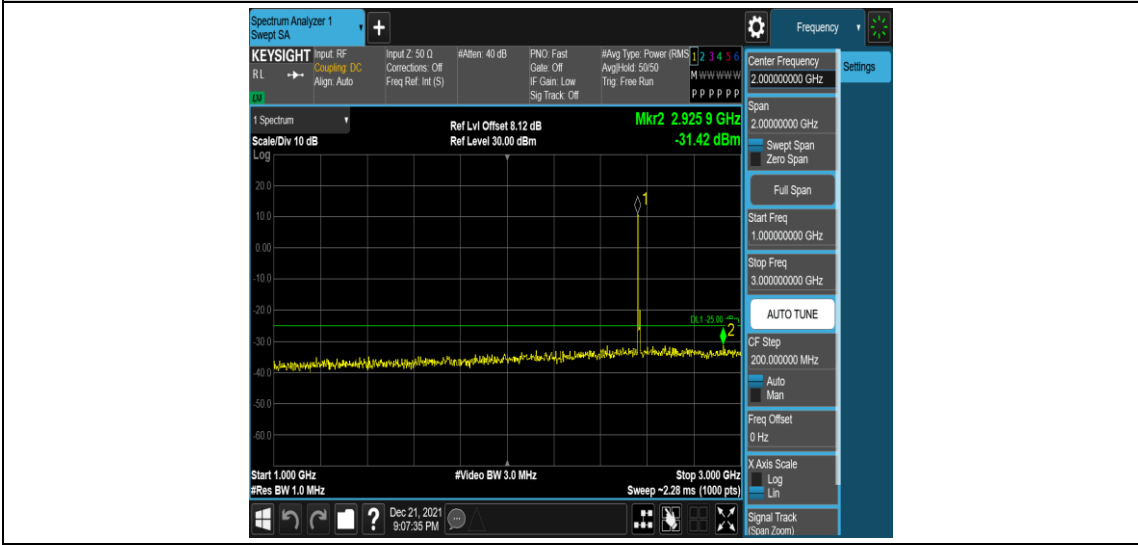 Spectrum Analyzer 1
Swept SA
+
Frequency
KEYSIGHT
RL
LM
Input: RF
Coupling: DC
Align: Auto
Input Z: 50 Ω
Corrections: Off
Freq Ref: Int (S)
#Atten: 40 dB
PNO: Fast
Gate: Off
IF Gain: Low
Sig Track: Off
#Avg Type: Power (RMS
Avg|Hold: 50/50
Trig: Free Run
1 2 3 4 5 6
M W W W W W
P P P P P P
1 Spectrum
Scale/Div 10 dB
Log
Ref Lvl Offset 8.12 dB
Ref Level 30.00 dBm
Mkr2 2.925 9 GHz
-31.42 dBm
20.0
10.0
0.00
-10.0
-20.0
-30.0
-40.0
-50.0
-60.0
1
DL1 -25.00
2
Start 1.000 GHz
#Res BW 1.0 MHz
#Video BW 3.0 MHz
Stop 3.000 GHz
Sweep ~2.28 ms (1000 pts)
?
Dec 21, 2021
9:07:35 PM
Center Frequency
2.000000000 GHz
Span
2.00000000 GHz
Swept Span
Zero Span
Full Span
Start Freq
1.000000000 GHz
Stop Freq
3.000000000 GHz
AUTO TUNE
CF Step
200.000000 MHz
Auto
Man
Freq Offset
0 Hz
X Axis Scale
Log
Lin
Signal Track
(Span Zoom)
Settings